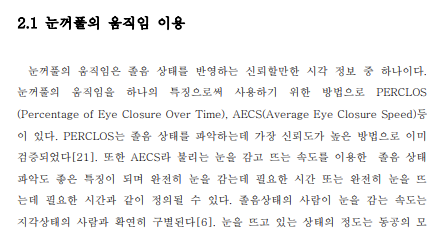 2.1 눈꺼풀의 움직임 이용
눈꺼풀의 움직임은 졸음 상태를 반영하는 신뢰할만한 시각 정보 중 하나이다.
눈꺼풀의 움직임을 하나의 특징으로써 사용하기 위한 방법으로 PERCLOS
(Percentage of Eye Closure Over Time), AECS(Average Eye Closure Speed)등
이 있다. PERCLOS는 졸음 상태를 파악하는데 가장 신뢰도가 높은 방법으로 이미
검증되었다[21]. 또한 AECS라 불리는 눈을 감고 뜨는 속도를 이용한 졸음 상태
파악도 좋은 특징이 되며 완전히 눈을 감는데 필요한 시간 또는 완전히 눈을 뜨
는데 필요한 시간과 같이 정의될 수 있다. 졸음상태의 사람이 눈을 감는 속도는
지각상태의 사람과 확연히 구별된다[6]. 눈을 뜨고 있는 상태의 정도는 동공의 모